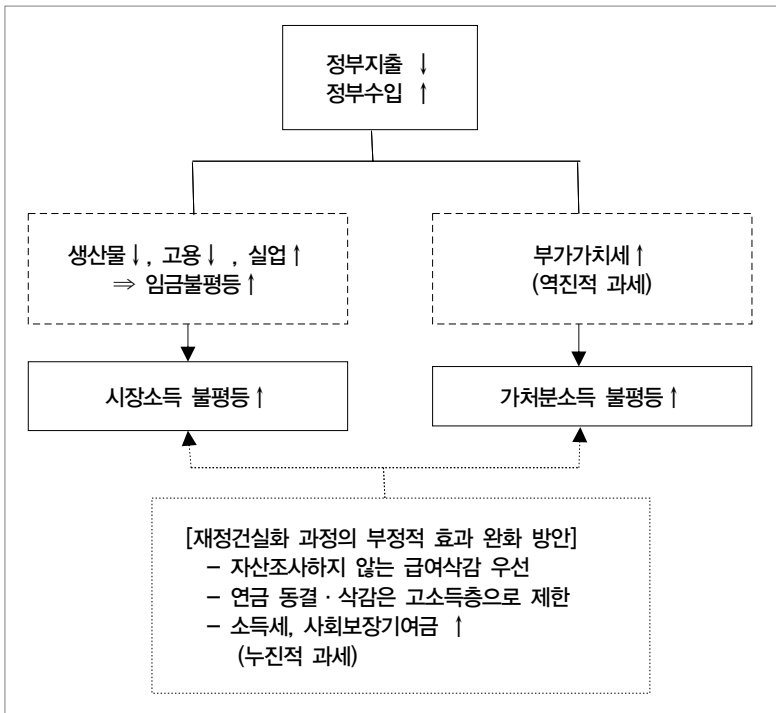 정부지출 ↓
정부수입 ↑
생산물↓, 고용↓, 실업↑
⇒ 임금불평등↑
부가가치세↑
(역진적 과세)
시장소득 불평등↑
가처분소득 불평등↑
[재정건실화 과정의 부정적 효과 완화 방안]
– 자산조사하지 않는 급여삭감 우선
– 연금 동결·삭감은 고소득층으로 제한
– 소득세, 사회보장기여금 ↑
(누진적 과세)